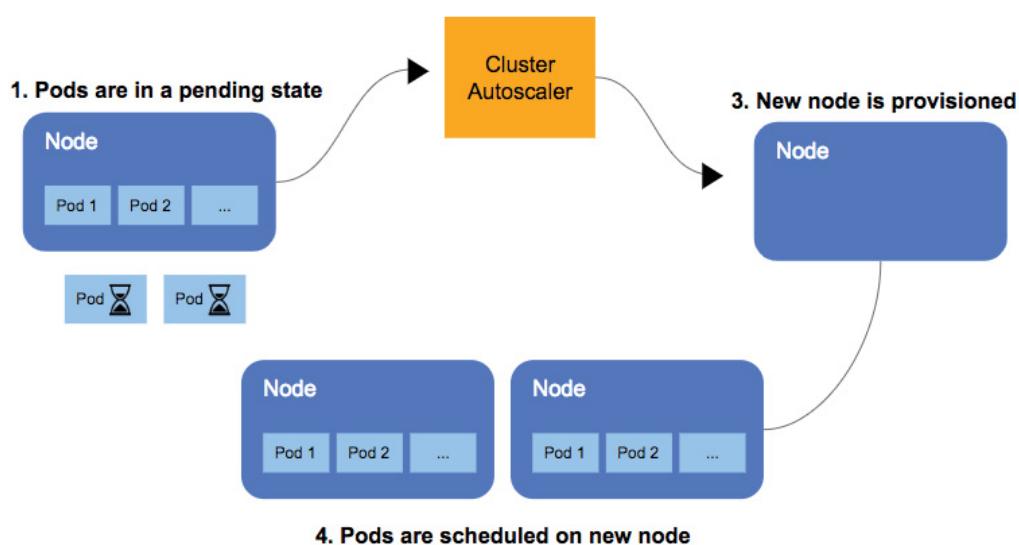 Cluster
Autoscaler
1. Pods are in a pending state
Node
Pod 1 Pod 2 ...
Pod Pod
3. New node is provisioned
Node
Node
Pod 1 Pod 2 ...
Node
Pod 1 Pod 2 ...
4. Pods are scheduled on new node